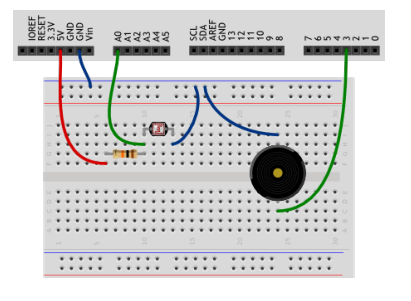 IOREF
RESET
3.3V
5V
GND
GND
Vin
A0
A1
A2
A3
A4
A5
SCL
SDA
AREF
GND
13
12
11
10
9
8
7
6
5
4
3
2
1
0